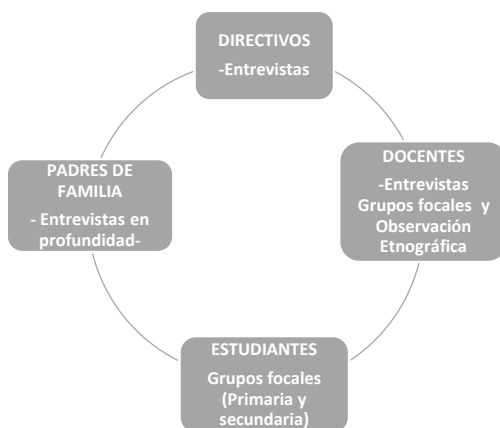 DIRECTIVOS
-Entrevistas
DOCENTES
-Entrevistas
Grupos focales y
Observación
Etnográfica
ESTUDIANTES
Grupos focales
(Primaria y
secundaria)
PADRES DE
FAMILIA
- Entrevistas en
profundidad-